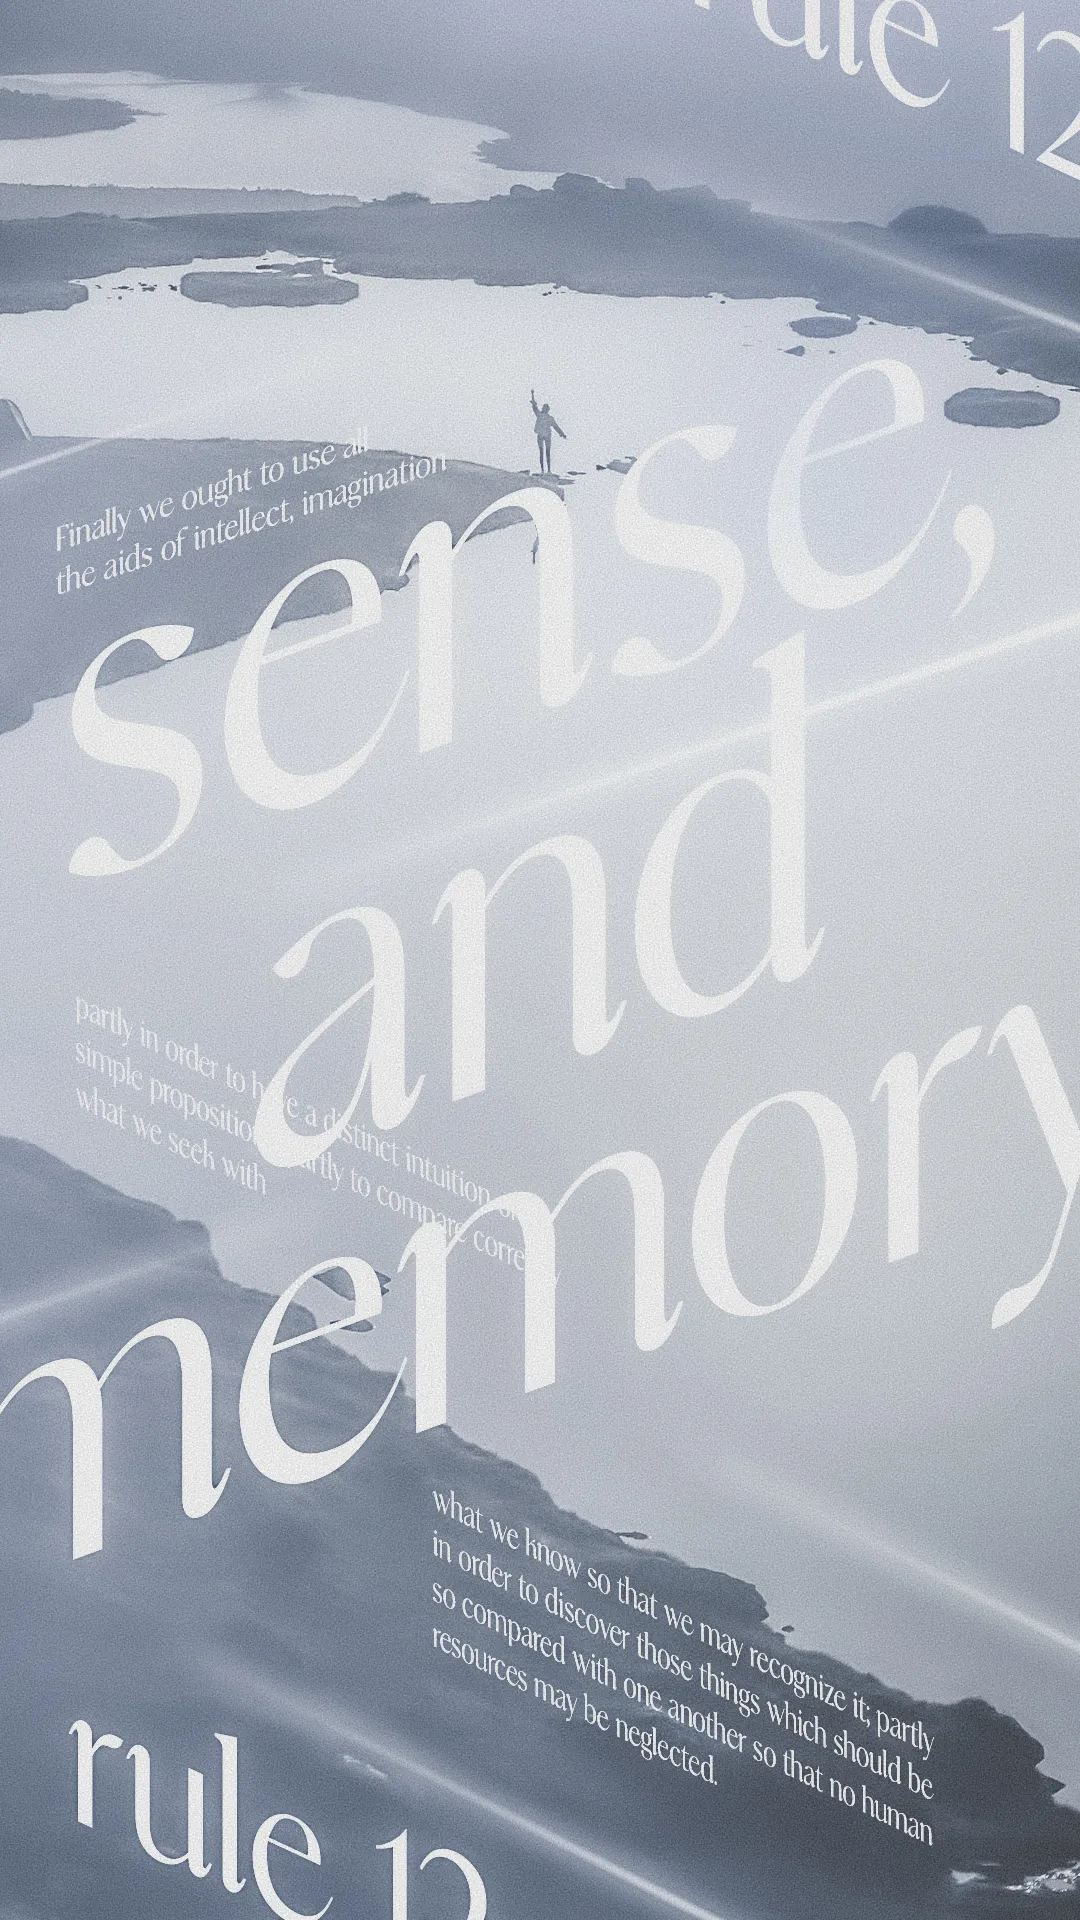 rule 12
Finally we ought to use all
the aids of intellect, imagination
sense,
and
partly in order to have a distinct intuition of
simple propositions partly to compare correctly
what we seek with
memory
what we know so that we may recognize it; partly
in order to discover those things which should be
so compared with one another so that no human
resources may be neglected.
rule 12